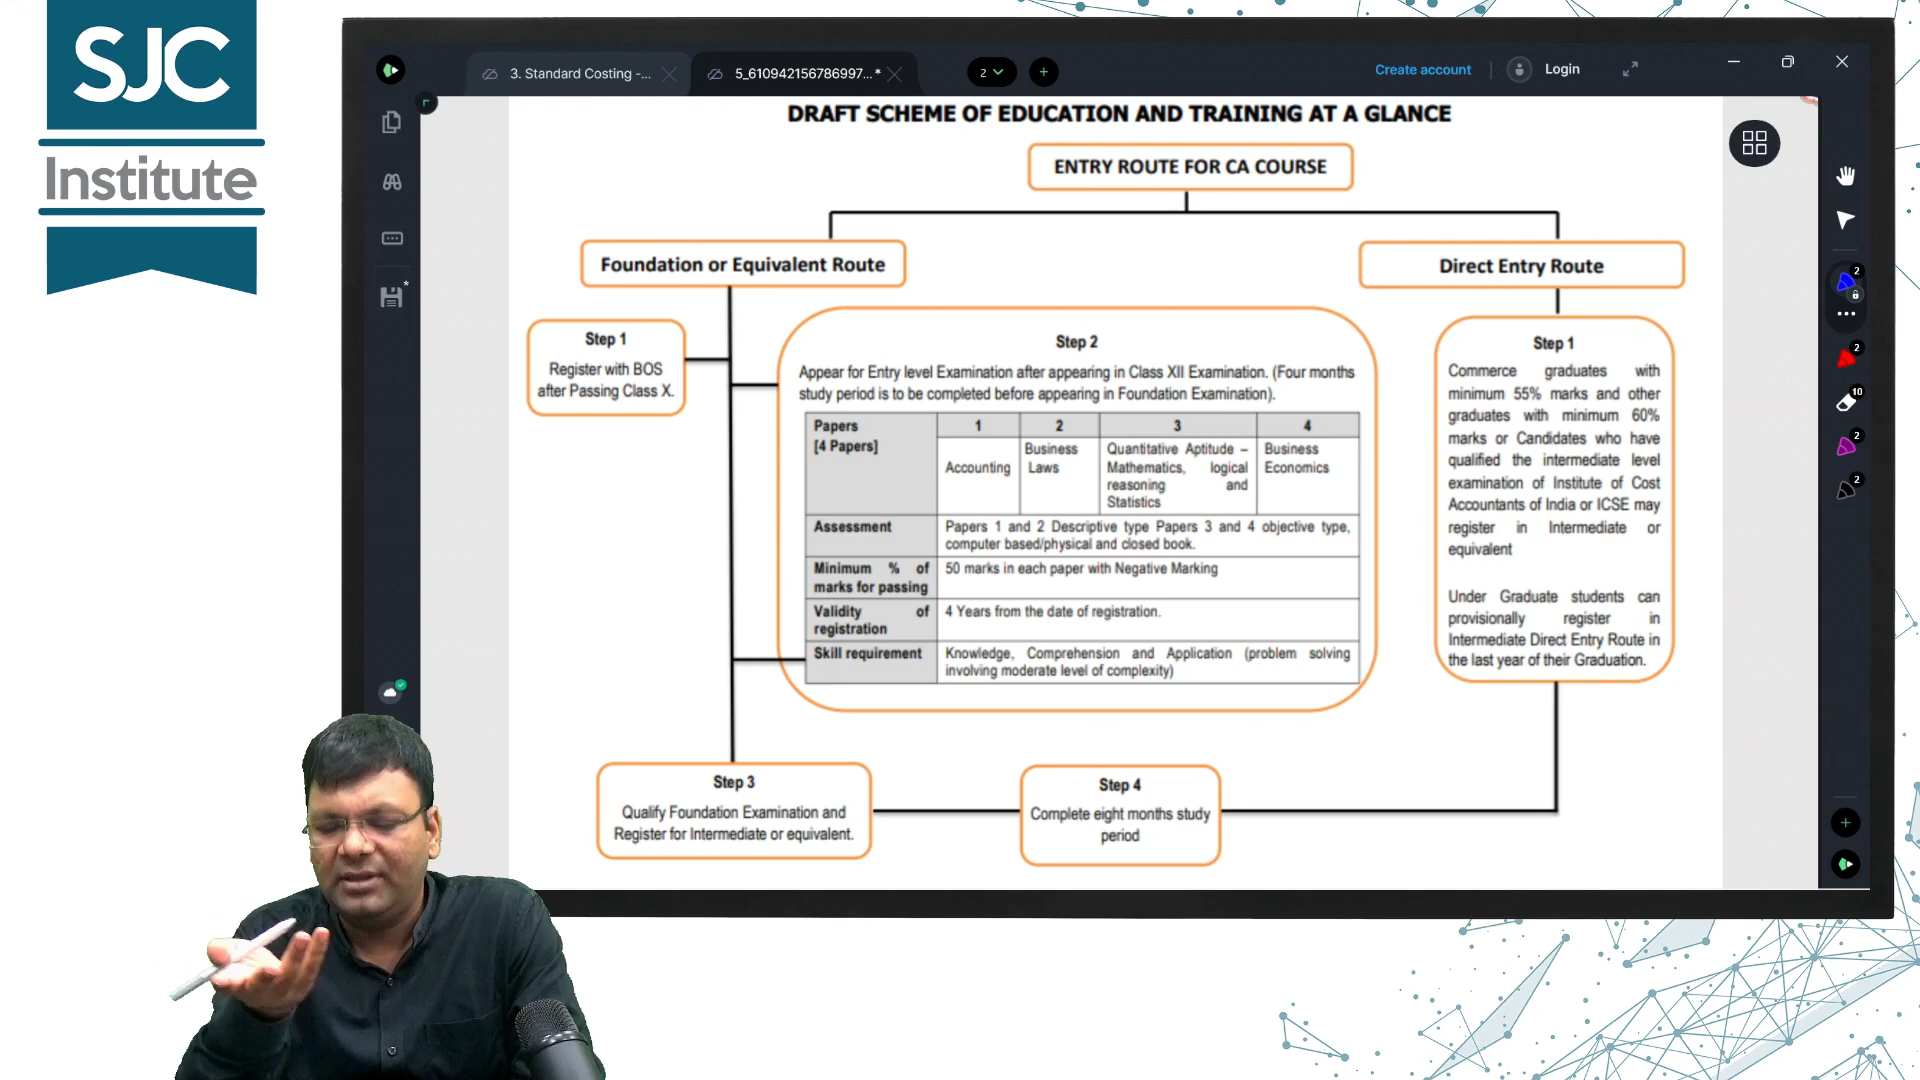 SJC
Institute
3. Standard Costing -...
5_610942156786997... *
2
Create account
Login
DRAFT SCHEME OF EDUCATION AND TRAINING AT A GLANCE
ENTRY ROUTE FOR CA COURSE
Foundation or Equivalent Route
Direct Entry Route
Step 1
Register with BOS
after Passing Class X.
Step 2
Appear for Entry level Examination after appearing in Class XII Examination. (Four months
study period is to be completed before appearing in Foundation Examination).
Papers
[4 Papers]
1
2
3
4
Accounting
Business
Laws
Quantitative Aptitude –
Mathematics, logical
reasoning and
Statistics
Business
Economics
Assessment
Papers 1 and 2 Descriptive type Papers 3 and 4 objective type,
computer based/physical and closed book.
Minimum % of
marks for passing
50 marks in each paper with Negative Marking
Validity of
registration
4 Years from the date of registration.
Skill requirement
Knowledge, Comprehension and Application (problem solving
involving moderate level of complexity)
Step 1
Commerce graduates with
minimum 55% marks and other
graduates with minimum 60%
marks or Candidates who have
qualified the intermediate level
examination of Institute of Cost
Accountants of India or ICSE may
register in Intermediate or
equivalent
Under Graduate students can
provisionally register in
Intermediate Direct Entry Route in
the last year of their Graduation.
Step 3
Qualify Foundation Examination and
Register for Intermediate or equivalent.
Step 4
Complete eight months study
period
2
2
10
2
2